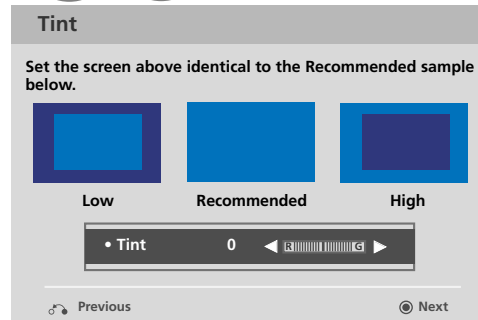 Tint
Set the screen above identical to the Recommended sample
below.
Low Recommended High
• Tint 0 ◀ R G ▶
Previous Next